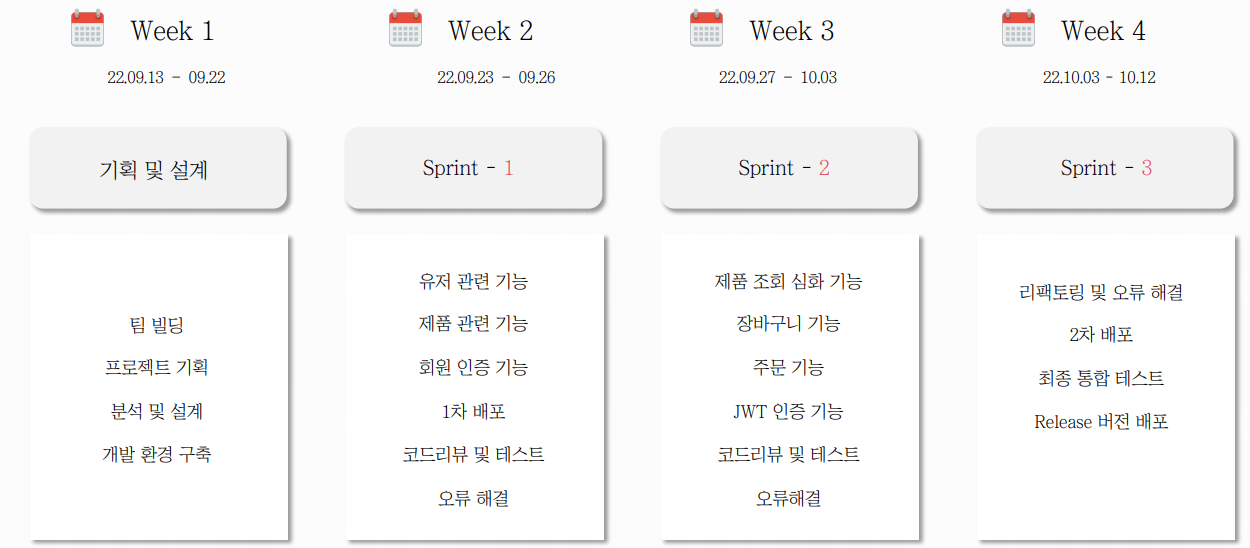 Week 1
22.09.13 - 09.22
기획 및 설계
팀 빌딩
프로젝트 기획
분석 및 설계
개발 환경 구축
Week 2
22.09.23 - 09.26
Sprint - 1
유저 관련 기능
제품 관련 기능
회원 인증 기능
1차 배포
코드리뷰 및 테스트
오류 해결
Week 3
22.09.27 - 10.03
Sprint - 2
제품 조회 심화 기능
장바구니 기능
주문 기능
JWT 인증 기능
코드리뷰 및 테스트
오류해결
Week 4
22.10.03 - 10.12
Sprint - 3
리팩토링 및 오류 해결
2차 배포
최종 통합 테스트
Release 버전 배포